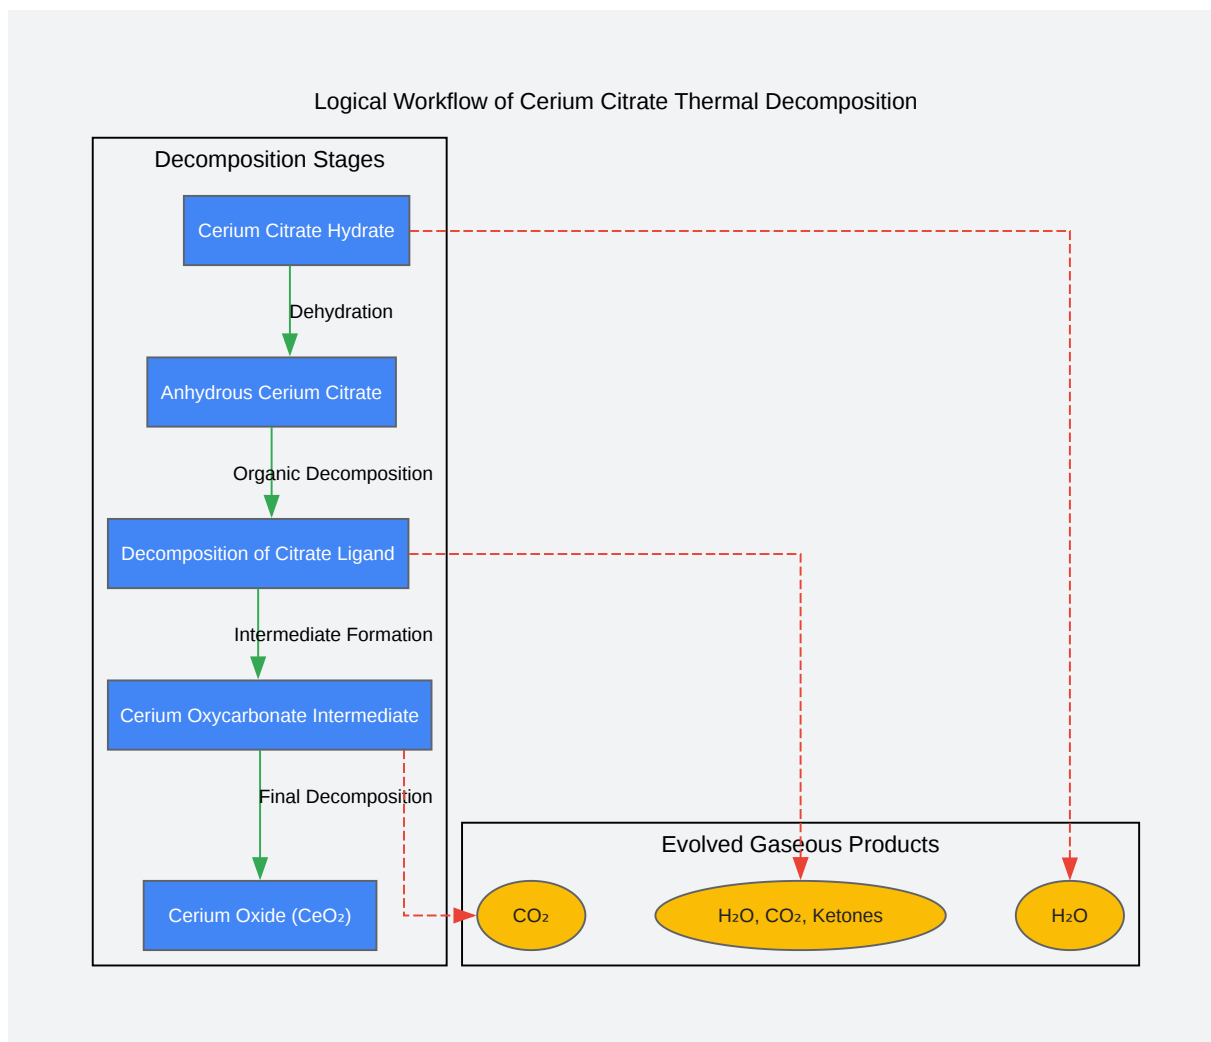 Logical Workflow of Cerium Citrate Thermal Decomposition
Decomposition Stages
Cerium Citrate Hydrate
Dehydration
Anhydrous Cerium Citrate
Organic Decomposition
Decomposition of Citrate Ligand
Intermediate Formation
Cerium Oxycarbonate Intermediate
Final Decomposition
Cerium Oxide (CeO₂)
Evolved Gaseous Products
CO₂
H₂O, CO₂, Ketones
H₂O